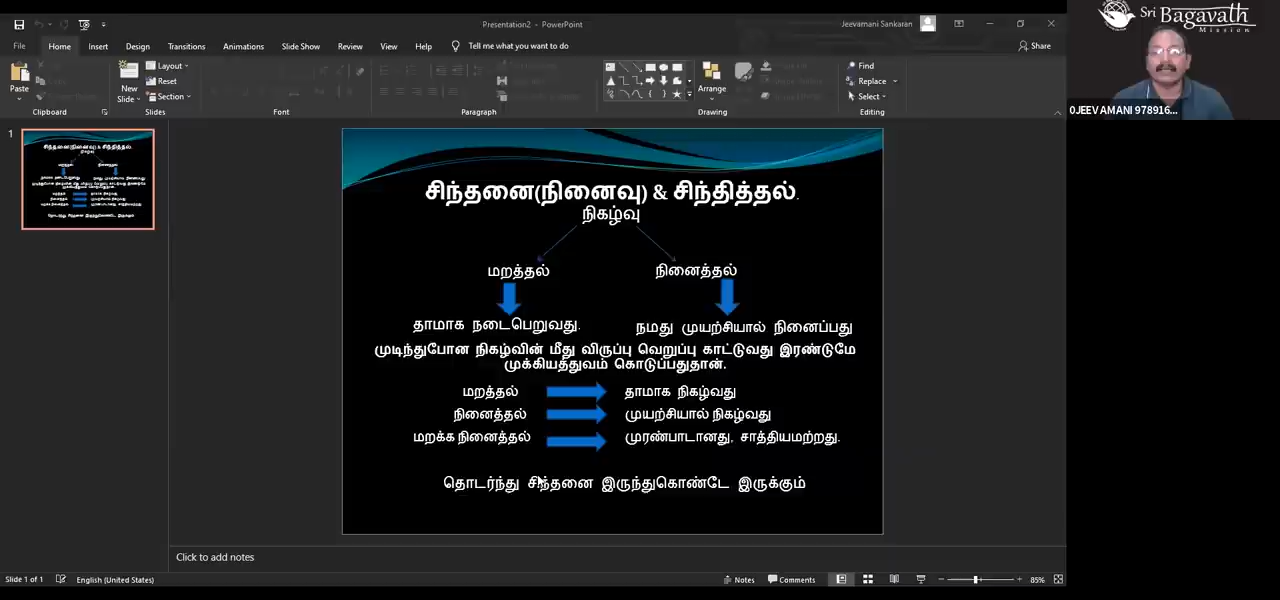 Presentation2 - PowerPoint
Jeevamani Sankaran
Sri Bagavath
Mission
File Home Insert Design Transitions Animations Slide Show Review View Help Tell me what you want to do Share
Paste
New
Slide
Layout
Reset
Section
Arrange
Find
Replace
Select
Clipboard Slides Font Paragraph Drawing Editing
0JEEVAMANI 978916...
1
சிந்தனை(நினைவு) & சிந்தித்தல்.
நிகழ்வு
மறத்தல் நினைத்தல்
தாமாக நடைபெறுவது. நமது முயற்சியால் நினைப்பது
முடிந்துபோன நிகழ்வின் மீது விருப்பு வெறுப்பு காட்டுவது இரண்டுமே
முக்கியத்துவம் கொடுப்பதுதான்.
மறத்தல் தாமாக நிகழ்வது
நினைத்தல் முயற்சியால் நிகழ்வது
மறக்க நினைத்தல் முரண்பாடானது, சாத்தியமற்றது.
தொடர்ந்து சிந்தனை இருந்துகொண்டே இருக்கும்
Click to add notes
Slide 1 of 1 English (United States) Notes Comments 85%